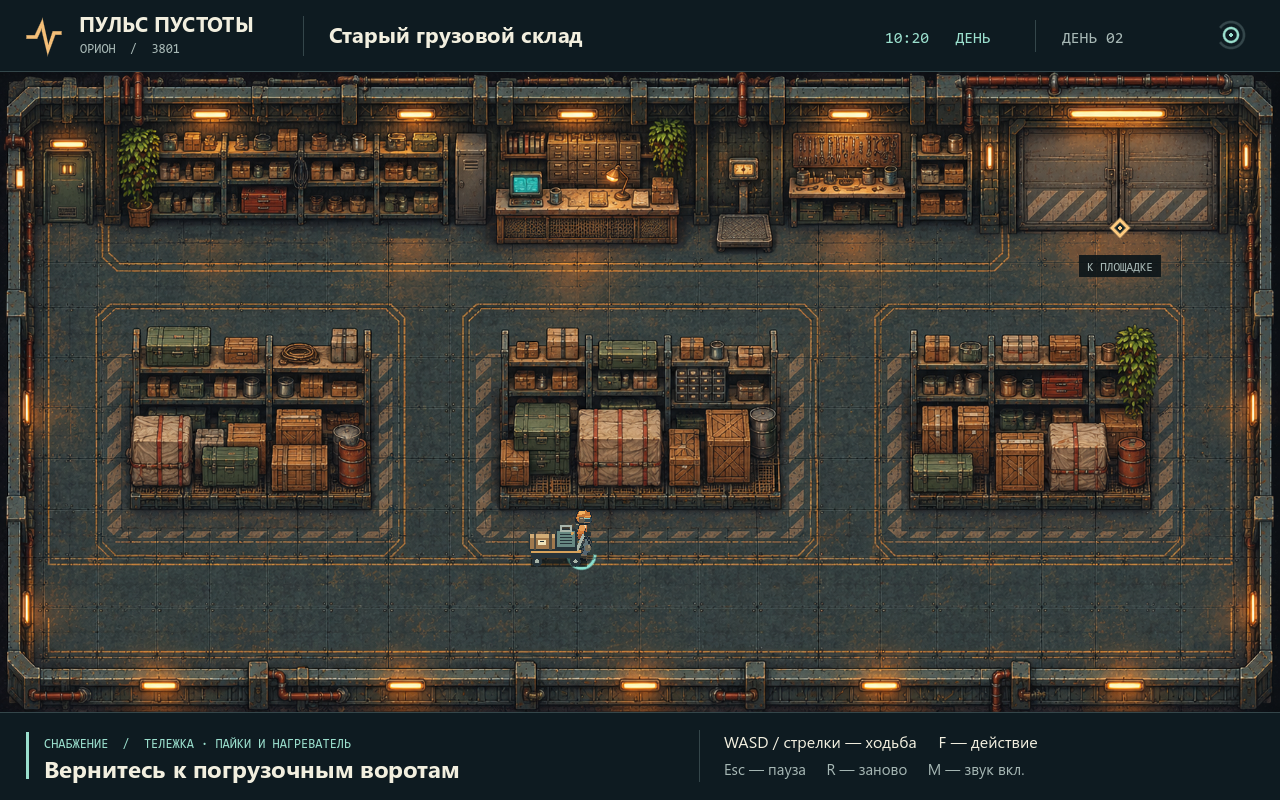 ПУЛЬС ПУСТОТЫ
ОРИОН / 3801
Старый грузовой склад
10:20 ДЕНЬ
ДЕНЬ 02
К ПЛОЩАДКЕ
СНАБЖЕНИЕ / ТЕЛЕЖКА · ПАЙКИ И НАГРЕВАТЕЛЬ
Вернитесь к погрузочным воротам
WASD / стрелки — ходьба F — действие
Esc — пауза R — заново M — звук вкл.